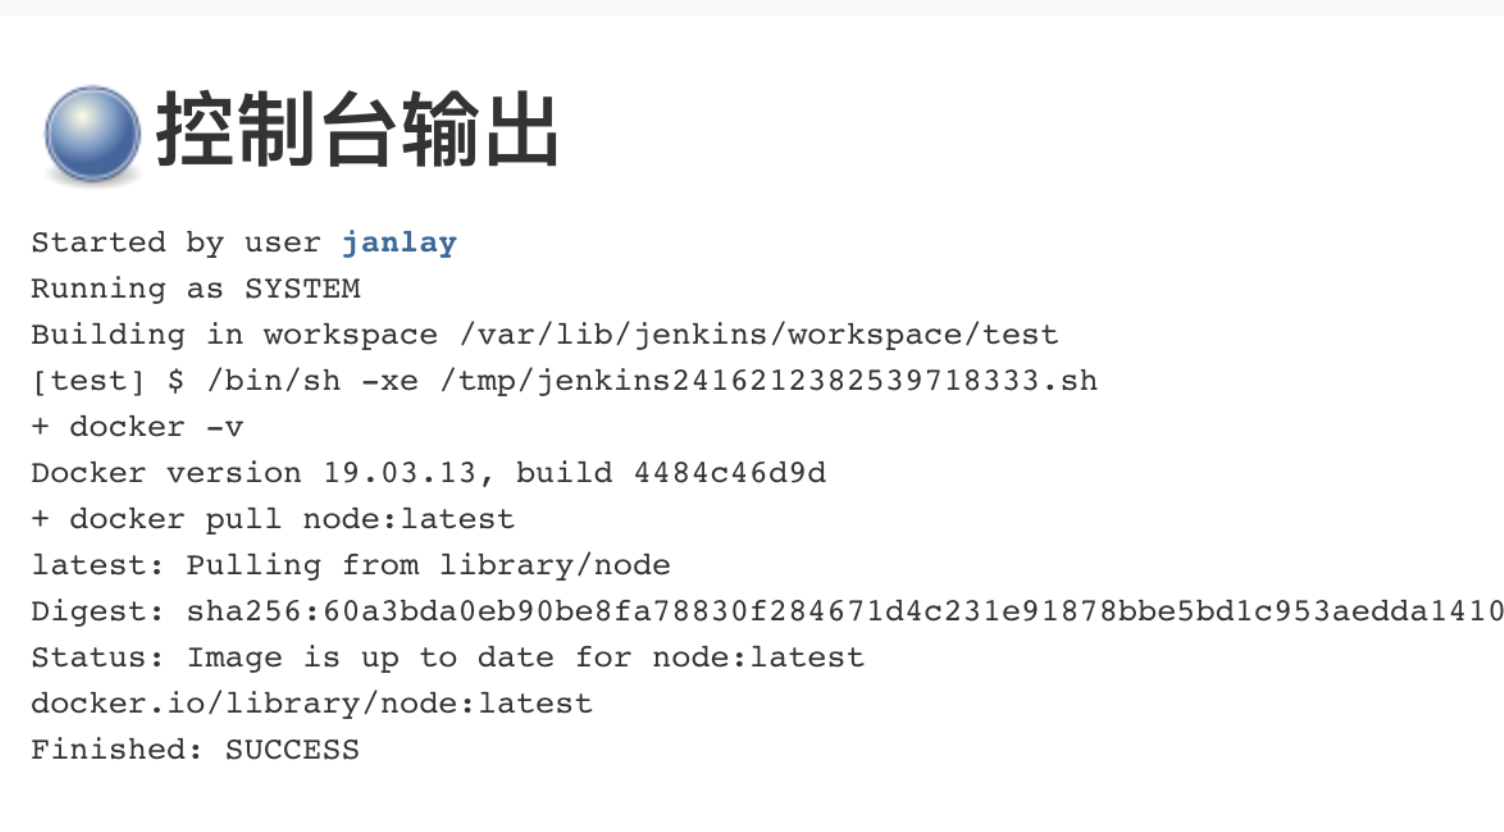 控制台输出
Started by user janlay
Running as SYSTEM
Building in workspace /var/lib/jenkins/workspace/test
[test] $ /bin/sh -xe /tmp/jenkins2416212382539718333.sh
+ docker -v
Docker version 19.03.13, build 4484c46d9d
+ docker pull node:latest
latest: Pulling from library/node
Digest: sha256:60a3bda0eb90be8fa78830f284671d4c231e91878bbe5bd1c953aedda1410
Status: Image is up to date for node:latest
docker.io/library/node:latest
Finished: SUCCESS